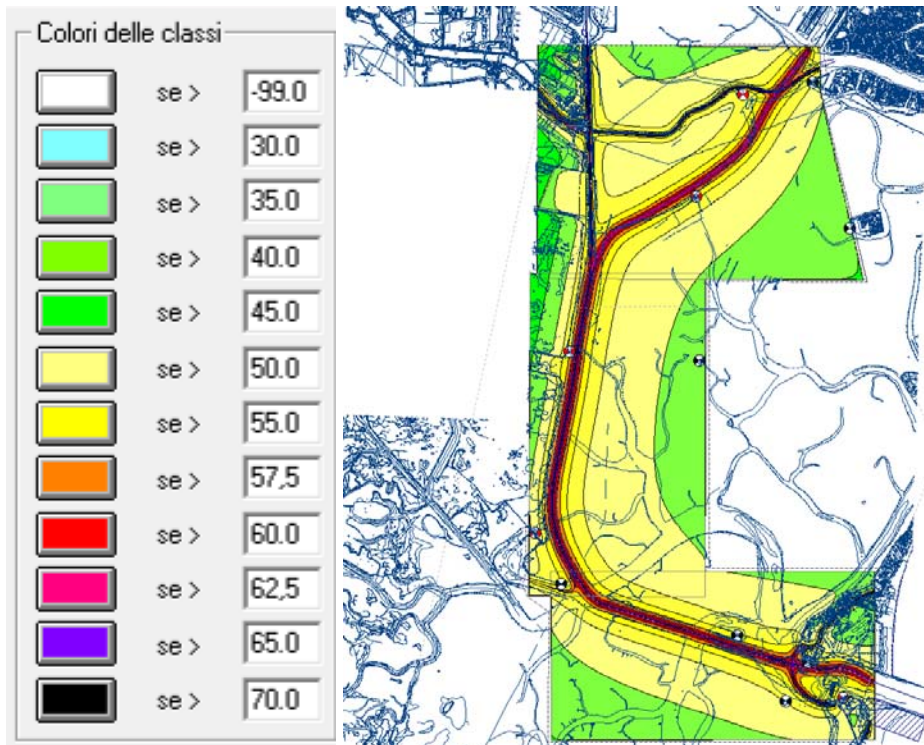 Colori delle classi
se > -99.0
se > 30.0
se > 35.0
se > 40.0
se > 45.0
se > 50.0
se > 55.0
se > 57,5
se > 60.0
se > 62,5
se > 65.0
se > 70.0